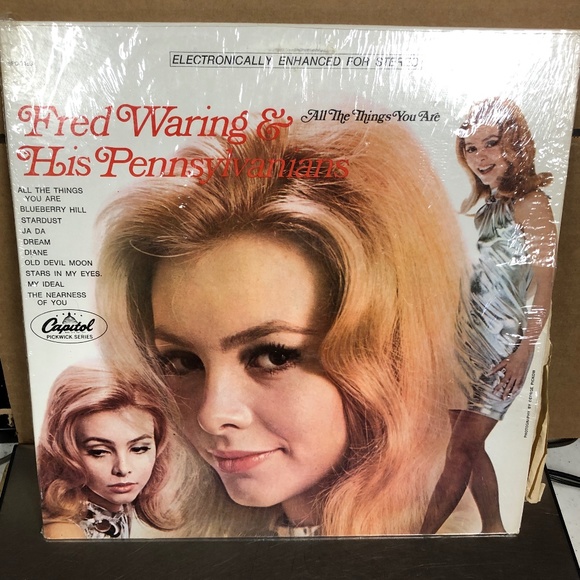 ELECTRONICALLY ENHANCED FOR STEREO
Fred Waring &
All The Things You Are
His Pennsylvanians
ALL THE THINGS
YOU ARE
BLUEBERRY HILL
STARDUST
JA DA
DREAM
DIANE
OLD DEVIL MOON
STARS IN MY EYES.
MY IDEAL
THE NEARNESS
OF YOU
Capitol
PICKWICK SERIES